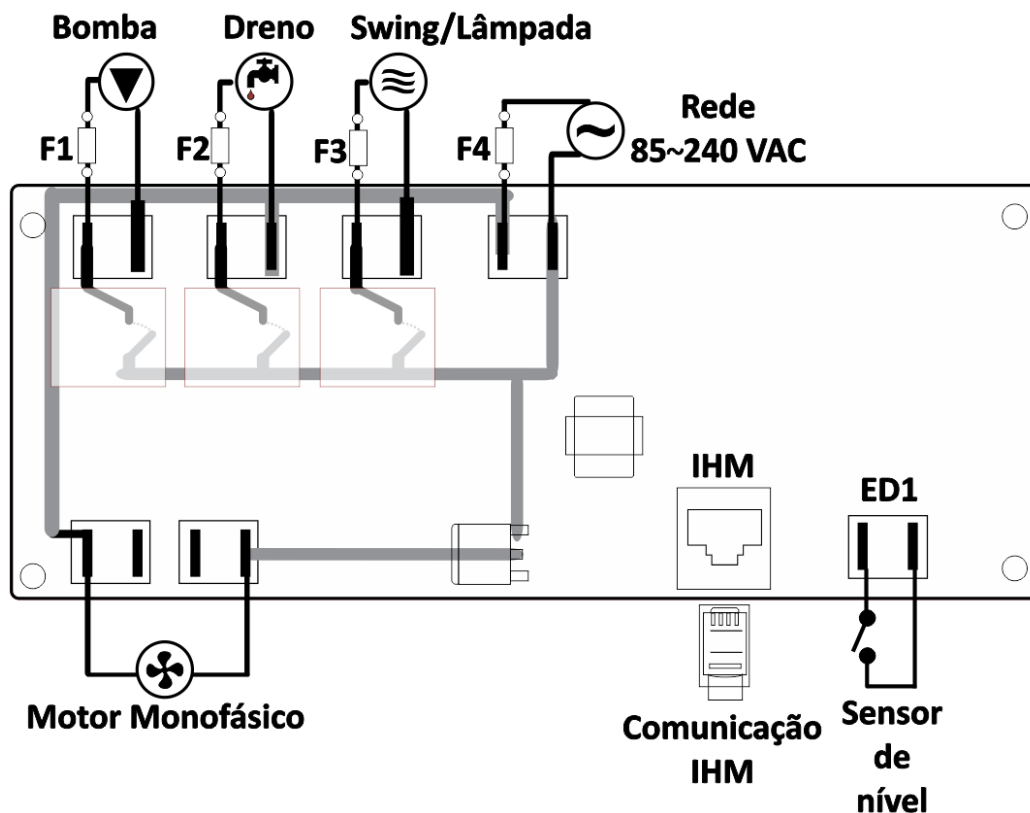 Bomba
Dreno
Swing/Lâmpada
Rede
85~240 VAC
F1
F2
F3
F4
IHM
ED1
Motor Monofásico
Comunicação
IHM
Sensor
de
nível